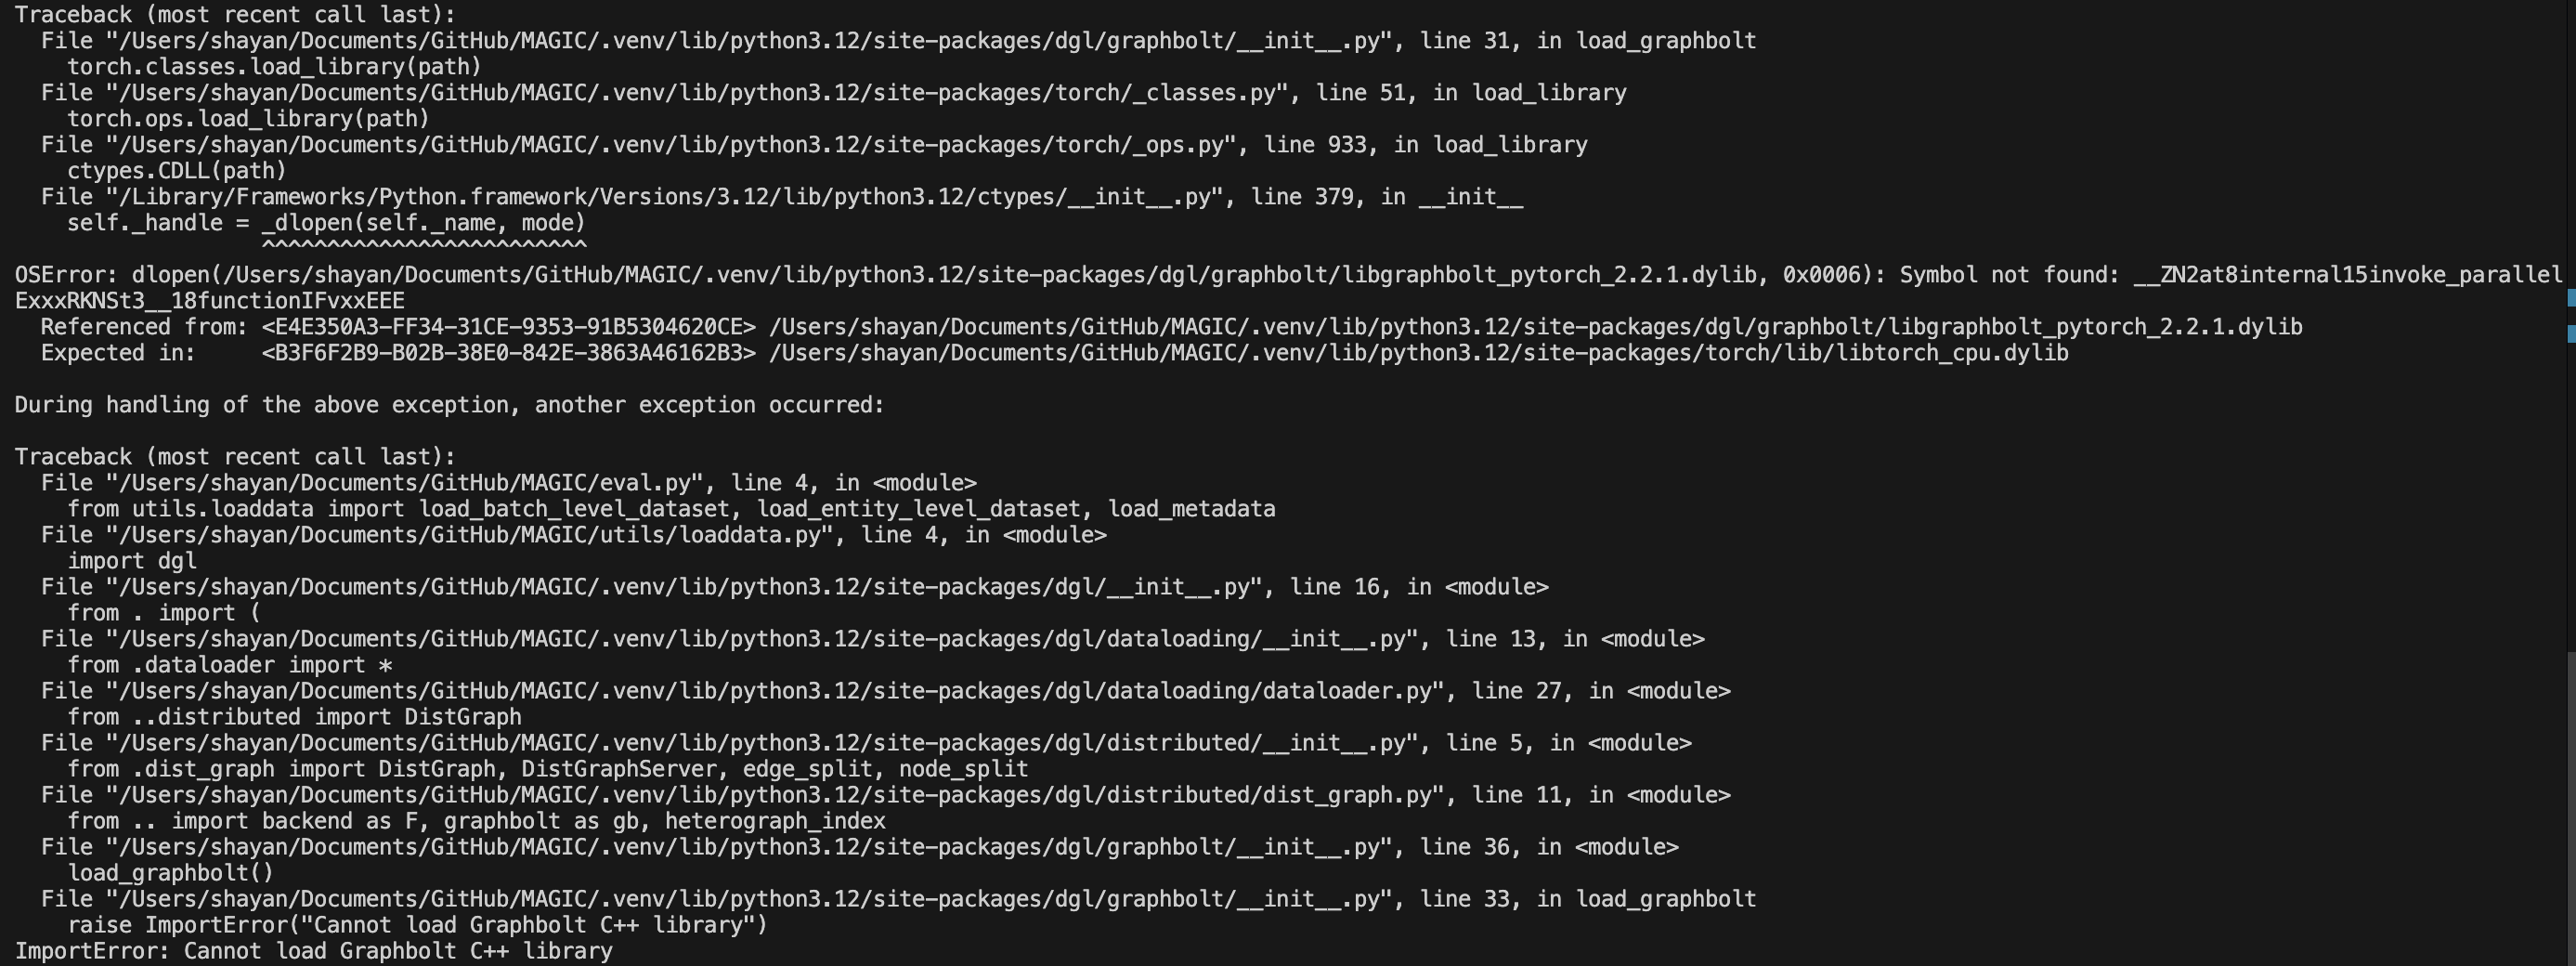 Traceback (most recent call last):
  File "/Users/shayan/Documents/GitHub/MAGIC/.venv/lib/python3.12/site-packages/dgl/graphbolt/__init__.py", line 31, in load_graphbolt
    torch.classes.load_library(path)
  File "/Users/shayan/Documents/GitHub/MAGIC/.venv/lib/python3.12/site-packages/torch/_classes.py", line 51, in load_library
    torch.ops.load_library(path)
  File "/Users/shayan/Documents/GitHub/MAGIC/.venv/lib/python3.12/site-packages/torch/_ops.py", line 933, in load_library
    ctypes.CDLL(path)
  File "/Library/Frameworks/Python.framework/Versions/3.12/lib/python3.12/ctypes/__init__.py", line 379, in __init__
    self._handle = _dlopen(self._name, mode)
                   ^^^^^^^^^^^^^^^^^^^^^^^^^
OSError: dlopen(/Users/shayan/Documents/GitHub/MAGIC/.venv/lib/python3.12/site-packages/dgl/graphbolt/libgraphbolt_pytorch_2.2.1.dylib, 0x0006): Symbol not found: __ZN2at8internal15invoke_parallel
ExxxRKNSt3__18functionIFvxxEEE
  Referenced from: <E4E350A3-FF34-31CE-9353-91B5304620CE> /Users/shayan/Documents/GitHub/MAGIC/.venv/lib/python3.12/site-packages/dgl/graphbolt/libgraphbolt_pytorch_2.2.1.dylib
  Expected in:     <B3F6F2B9-B02B-38E0-842E-3863A46162B3> /Users/shayan/Documents/GitHub/MAGIC/.venv/lib/python3.12/site-packages/torch/lib/libtorch_cpu.dylib

During handling of the above exception, another exception occurred:

Traceback (most recent call last):
  File "/Users/shayan/Documents/GitHub/MAGIC/eval.py", line 4, in <module>
    from utils.loaddata import load_batch_level_dataset, load_entity_level_dataset, load_metadata
  File "/Users/shayan/Documents/GitHub/MAGIC/utils/loaddata.py", line 4, in <module>
    import dgl
  File "/Users/shayan/Documents/GitHub/MAGIC/.venv/lib/python3.12/site-packages/dgl/__init__.py", line 16, in <module>
    from . import (
  File "/Users/shayan/Documents/GitHub/MAGIC/.venv/lib/python3.12/site-packages/dgl/dataloading/__init__.py", line 13, in <module>
    from .dataloader import *
  File "/Users/shayan/Documents/GitHub/MAGIC/.venv/lib/python3.12/site-packages/dgl/dataloading/dataloader.py", line 27, in <module>
    from ..distributed import DistGraph
  File "/Users/shayan/Documents/GitHub/MAGIC/.venv/lib/python3.12/site-packages/dgl/distributed/__init__.py", line 5, in <module>
    from .dist_graph import DistGraph, DistGraphServer, edge_split, node_split
  File "/Users/shayan/Documents/GitHub/MAGIC/.venv/lib/python3.12/site-packages/dgl/distributed/dist_graph.py", line 11, in <module>
    from .. import backend as F, graphbolt as gb, heterograph_index
  File "/Users/shayan/Documents/GitHub/MAGIC/.venv/lib/python3.12/site-packages/dgl/graphbolt/__init__.py", line 36, in <module>
    load_graphbolt()
  File "/Users/shayan/Documents/GitHub/MAGIC/.venv/lib/python3.12/site-packages/dgl/graphbolt/__init__.py", line 33, in load_graphbolt
    raise ImportError("Cannot load Graphbolt C++ library")
ImportError: Cannot load Graphbolt C++ library